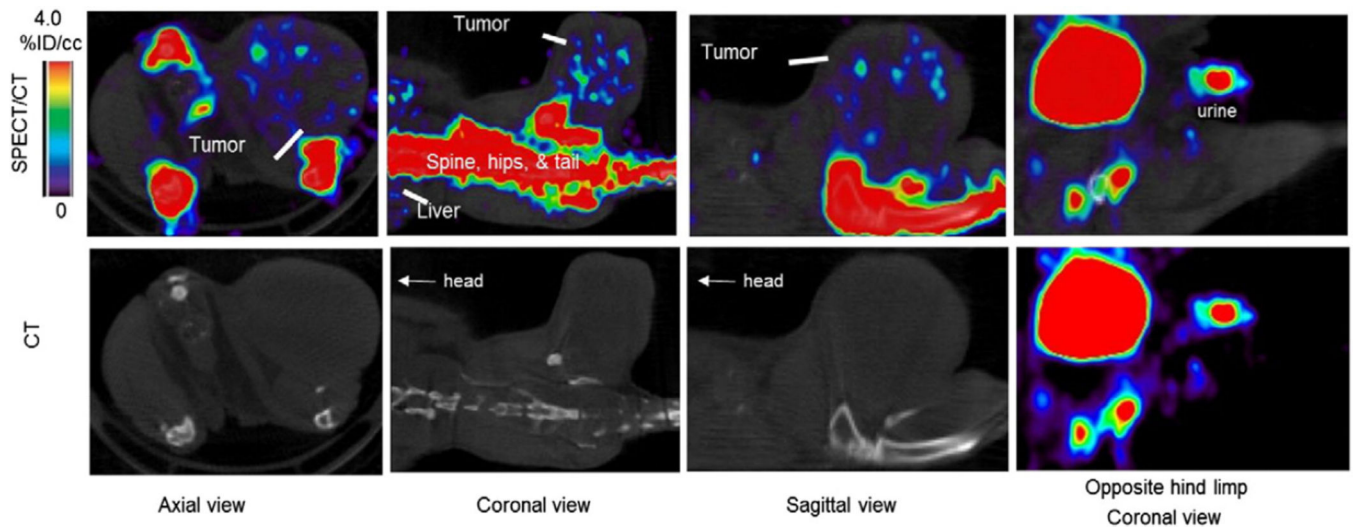 4.0
%ID/cc
SPECT/CT
0
Tumor
Tumor
Spine, hips, & tail
Liver
Tumor
urine
CT
head
head
Axial view
Coronal view
Sagittal view
Opposite hind limp
Coronal view